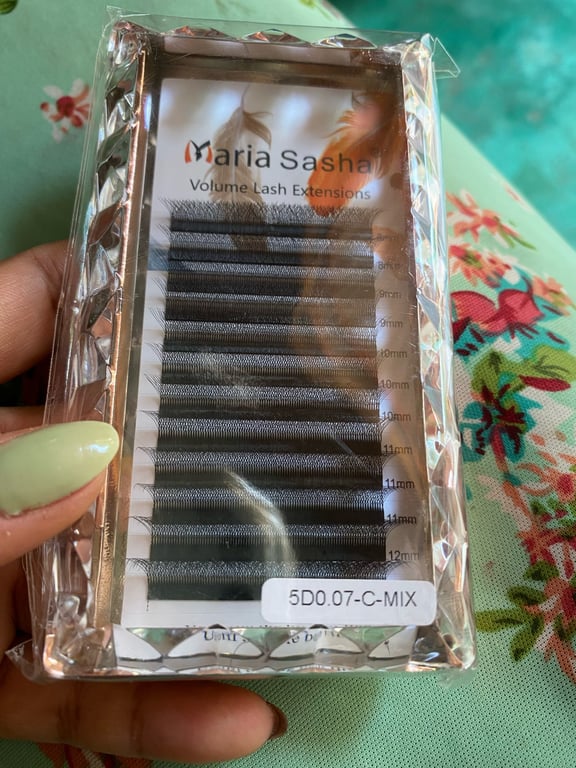 Maria Sasha
Volume Lash Extensions
8mm
9mm
9mm
10mm
10mm
10mm
11mm
11mm
11mm
12mm
5D0.07-C-MIX